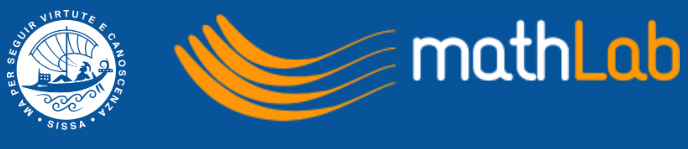 MA PER SEGUIR VIRTUTE E CANOSCENZA
• SISSA •
mathLab